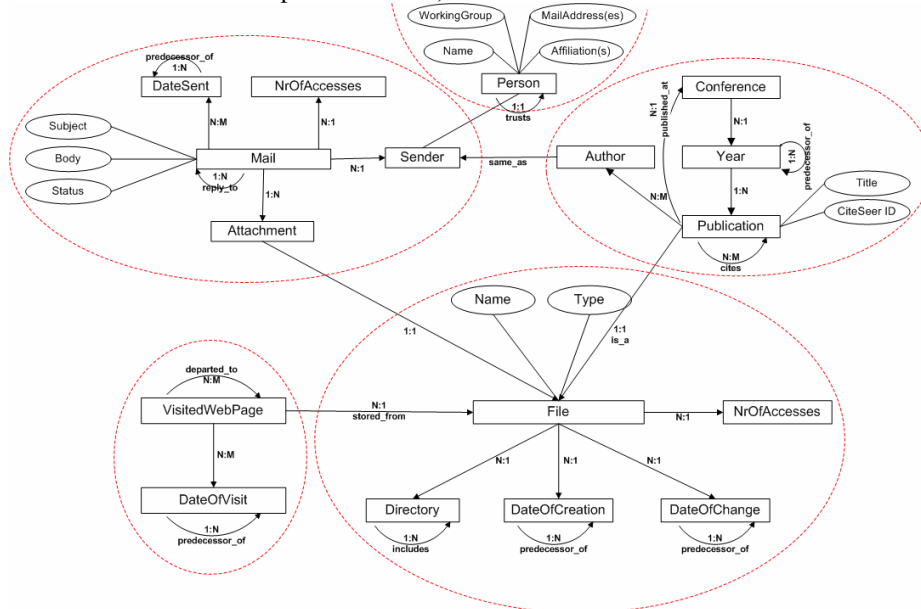 WorkingGroup
MailAddress(es)
Name
Affiliation(s)
Person
1:1
trusts
predecessor_of
1:N
DateSent
NrOfAccesses
N:M
N:1
Subject
Body
Status
Mail
1:N
reply_to
N:1
Sender
1:N
Attachment
same_as
Author
N:1
published_at
Conference
N:1
Year
1:N
predecessor_of
1:N
N:M
Publication
Title
CiteSeer ID
N:M
cites
Name
Type
1:1
1:1
is_a
departed_to
N:M
VisitedWebPage
N:1
stored_from
File
N:1
NrOfAccesses
N:M
N:1
N:1
N:1
DateOfVisit
1:N
predecessor_of
Directory
1:N
includes
DateOfCreation
1:N
predecessor_of
DateOfChange
1:N
predecessor_of